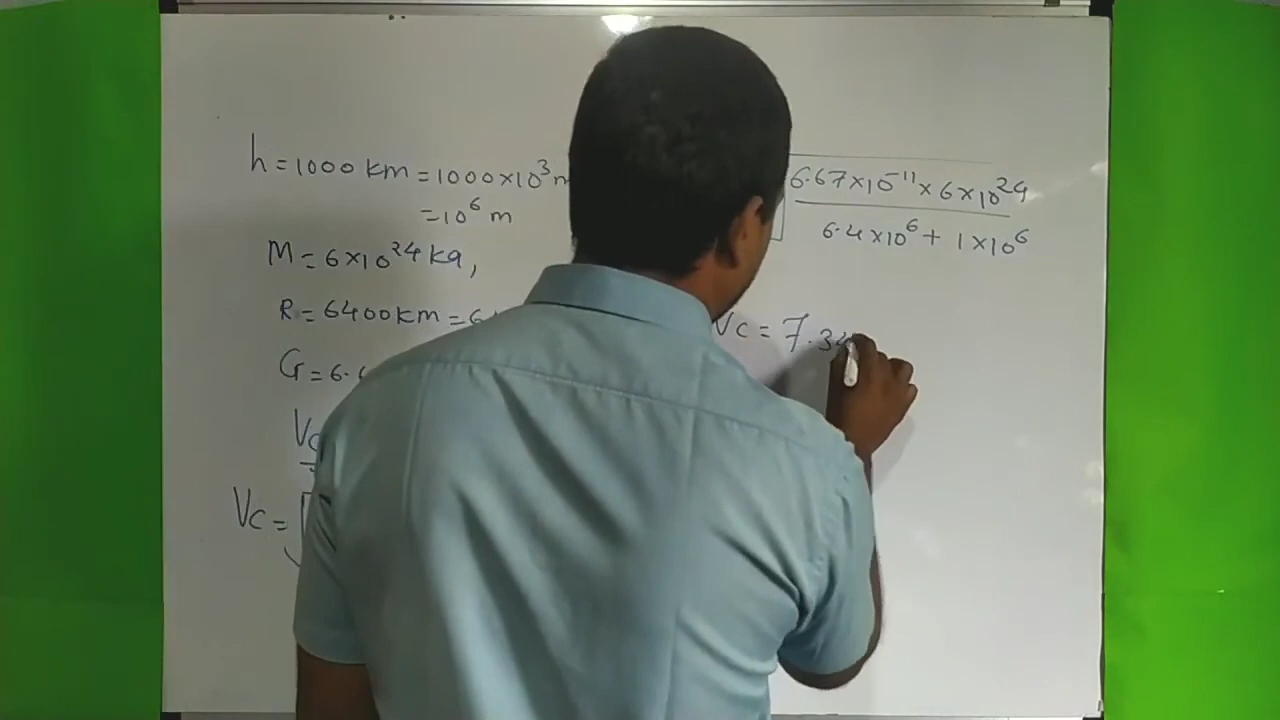 h = 1000 km = 1000×10³ m
= 10⁶ m
M = 6×10²⁴ kg,
R = 6400 km = 6
G = 6.
Vc
Vc =
6.67×10⁻¹¹ × 6×10²⁴
6.4×10⁶ + 1×10⁶
Vc = 7.34